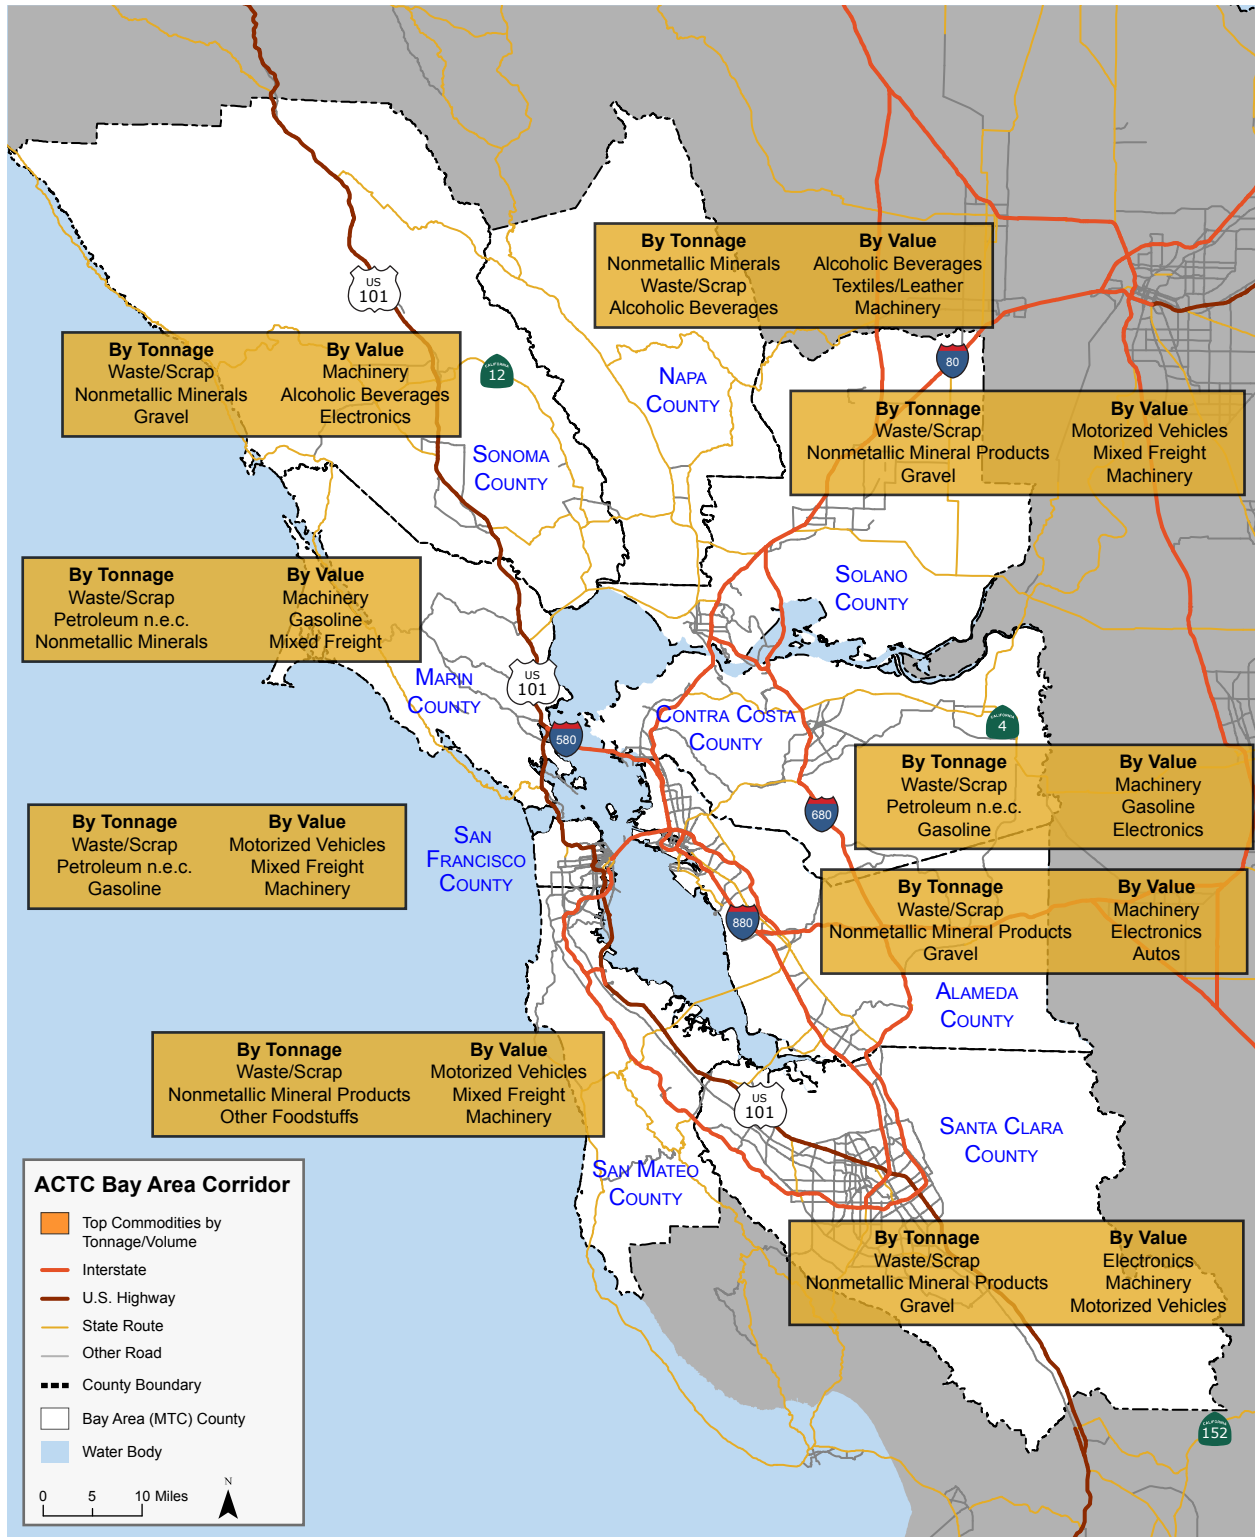 By Tonnage By Value
Nonmetallic Minerals Alcoholic Beverages
Waste/Scrap Textiles/Leather
Alcoholic Beverages Machinery
US
101
By Tonnage By Value
Waste/Scrap Machinery
Nonmetallic Minerals Alcoholic Beverages
Gravel Electronics
CALIFORNIA
12
80
NAPA
COUNTY
By Tonnage By Value
Waste/Scrap Motorized Vehicles
Nonmetallic Mineral Products Mixed Freight
Gravel Machinery
SONOMA
COUNTY
By Tonnage By Value
Waste/Scrap Machinery
Petroleum n.e.c. Gasoline
Nonmetallic Minerals Mixed Freight
SOLANO
COUNTY
MARIN
COUNTY
US
101
580
CONTRA COSTA
COUNTY
CALIFORNIA
4
By Tonnage By Value
Waste/Scrap Machinery
Petroleum n.e.c. Gasoline
Gasoline Electronics
680
By Tonnage By Value
Waste/Scrap Motorized Vehicles
Petroleum n.e.c. Mixed Freight
Gasoline Machinery
SAN
FRANCISCO
COUNTY
By Tonnage By Value
Waste/Scrap Machinery
Nonmetallic Mineral Products Electronics
Gravel Autos
880
ALAMEDA
COUNTY
By Tonnage By Value
Waste/Scrap Motorized Vehicles
Nonmetallic Mineral Products Mixed Freight
Other Foodstuffs Machinery
US
101
SANTA CLARA
COUNTY
SAN MATEO
COUNTY
By Tonnage By Value
Waste/Scrap Electronics
Nonmetallic Mineral Products Machinery
Gravel Motorized Vehicles
CALIFORNIA
152
ACTC Bay Area Corridor
Top Commodities by
Tonnage/Volume
Interstate
U.S. Highway
State Route
Other Road
County Boundary
Bay Area (MTC) County
Water Body
N
0 5 10 Miles